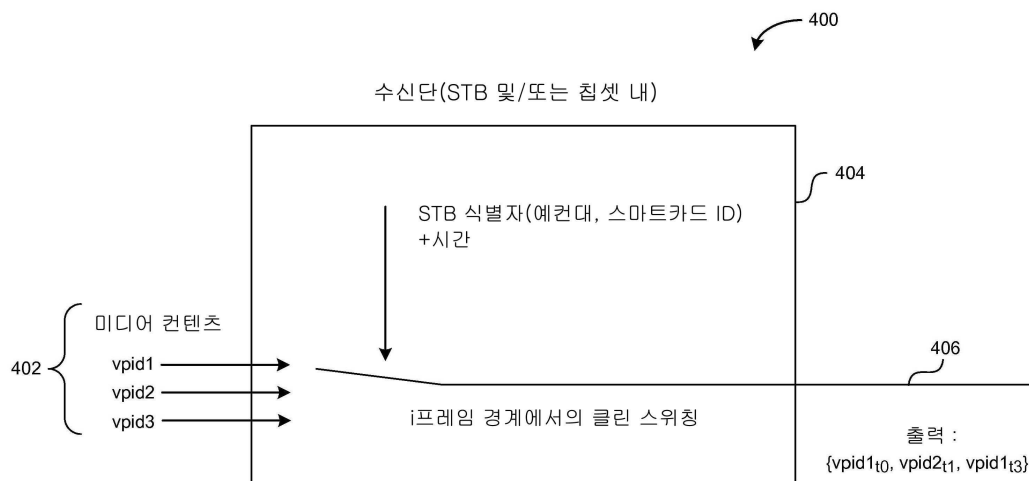 400
수신단(STB 및/또는 칩셋 내)
404
STB 식별자(예컨대, 스마트카드 ID)
+시간
미디어 컨텐츠
402
vpid1
vpid2
vpid3
406
i프레임 경계에서의 클린 스위칭
출력 :
{vpid1t0, vpid2t1, vpid1t3}